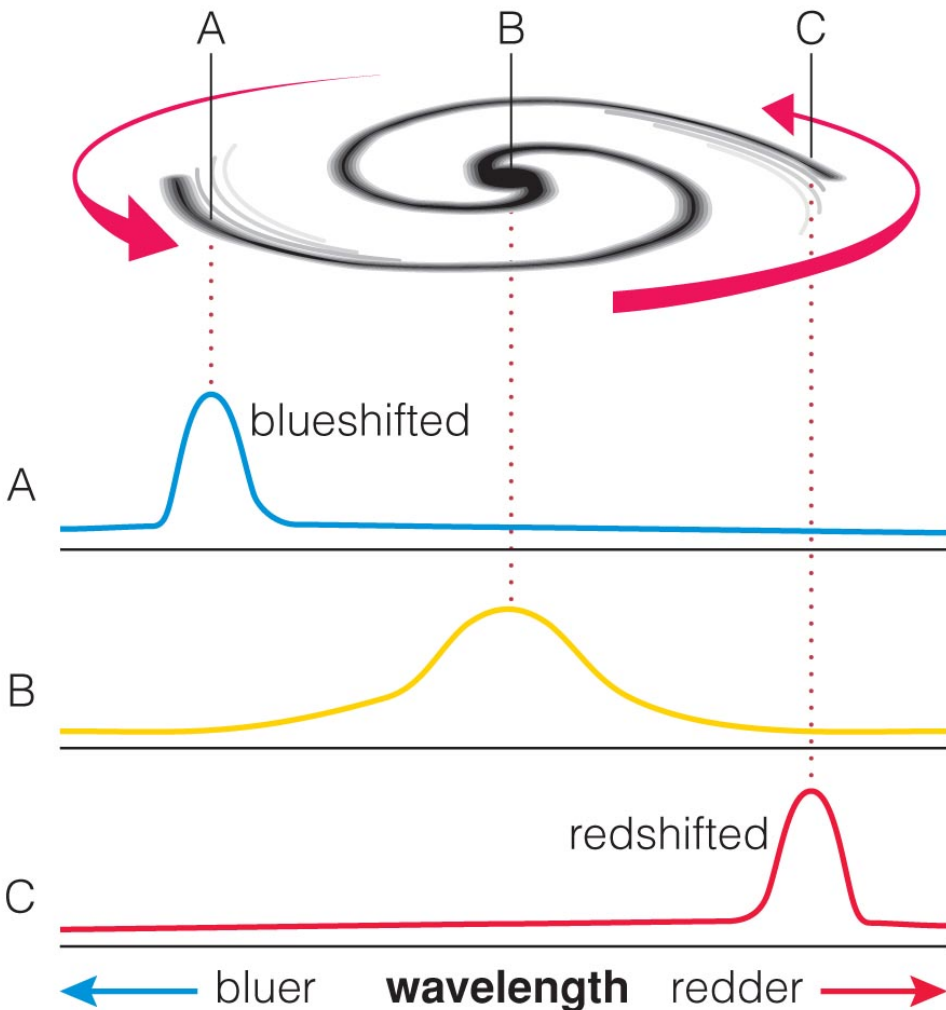 A B C
blueshifted
A
B
redshifted
C
bluer wavelength redder